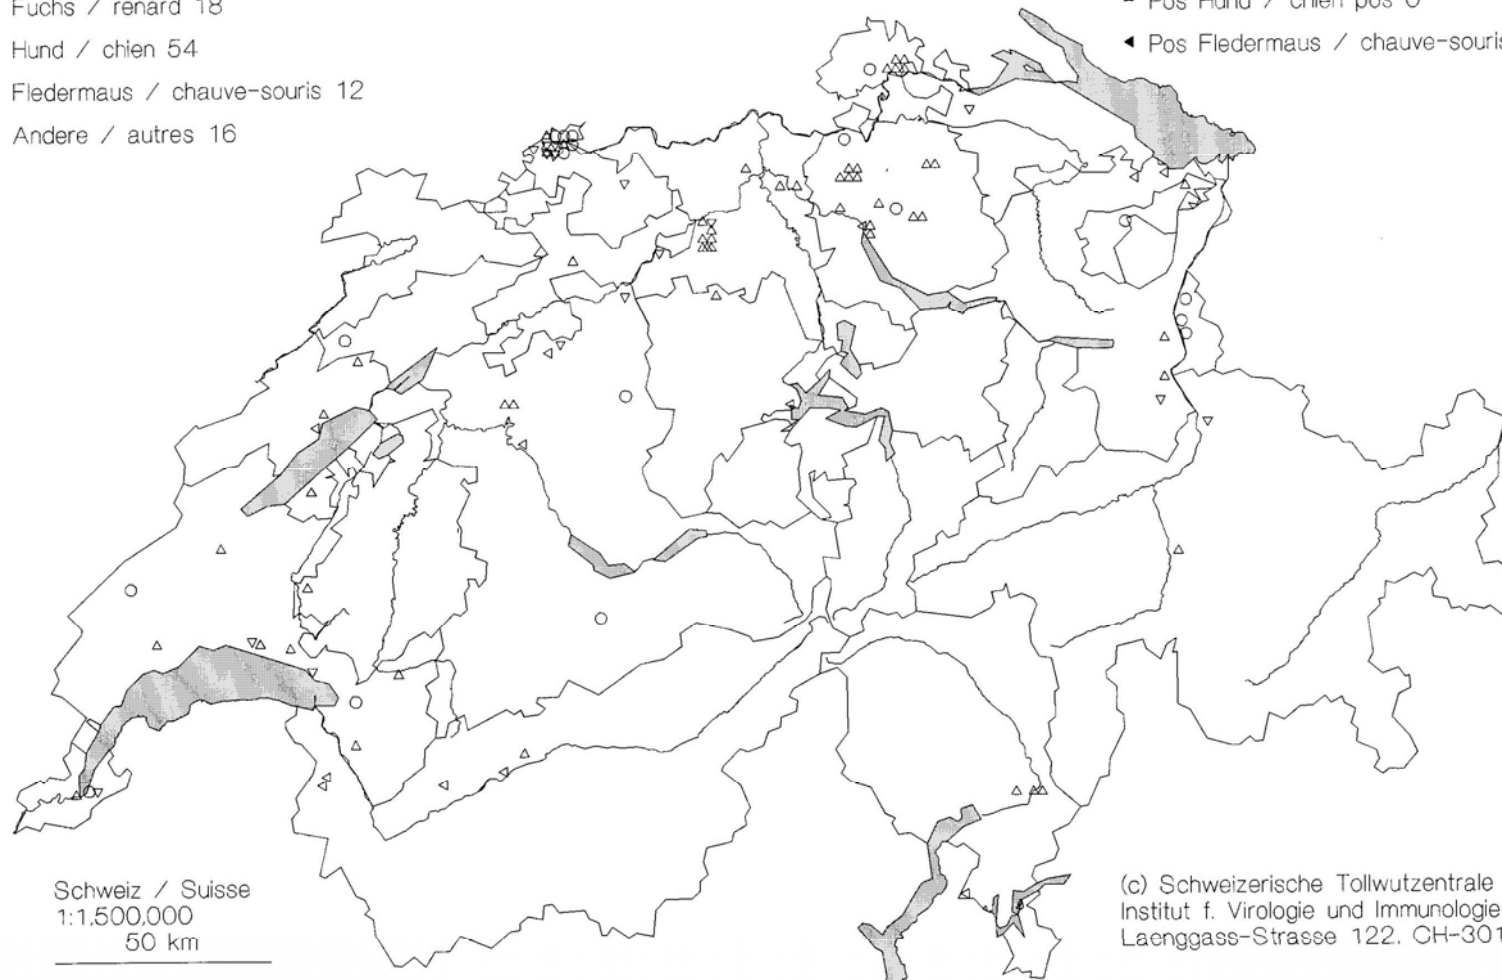 Fuchs / renard 18
Hund / chien 54
Fledermaus / chauve-souris 12
Andere / autres 16
Pos Hund / chien pos 0
Pos Fledermaus / chauve-souris
Schweiz / Suisse
1:1,500,000
50 km
(c) Schweizerische Tollwutzentrale
Institut f. Virologie und Immunologie
Laenggass-Strasse 122. CH-301